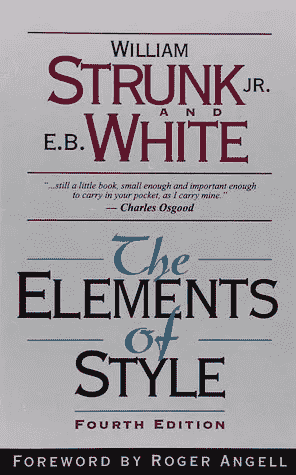 WILLIAM
STRUNK JR.
AND
E.B. WHITE
"...still a little book, small enough and important enough
to carry in your pocket, as I carry mine."
— Charles Osgood
The
ELEMENTS
of
STYLE
FOURTH EDITION
FOREWORD BY ROGER ANGELL